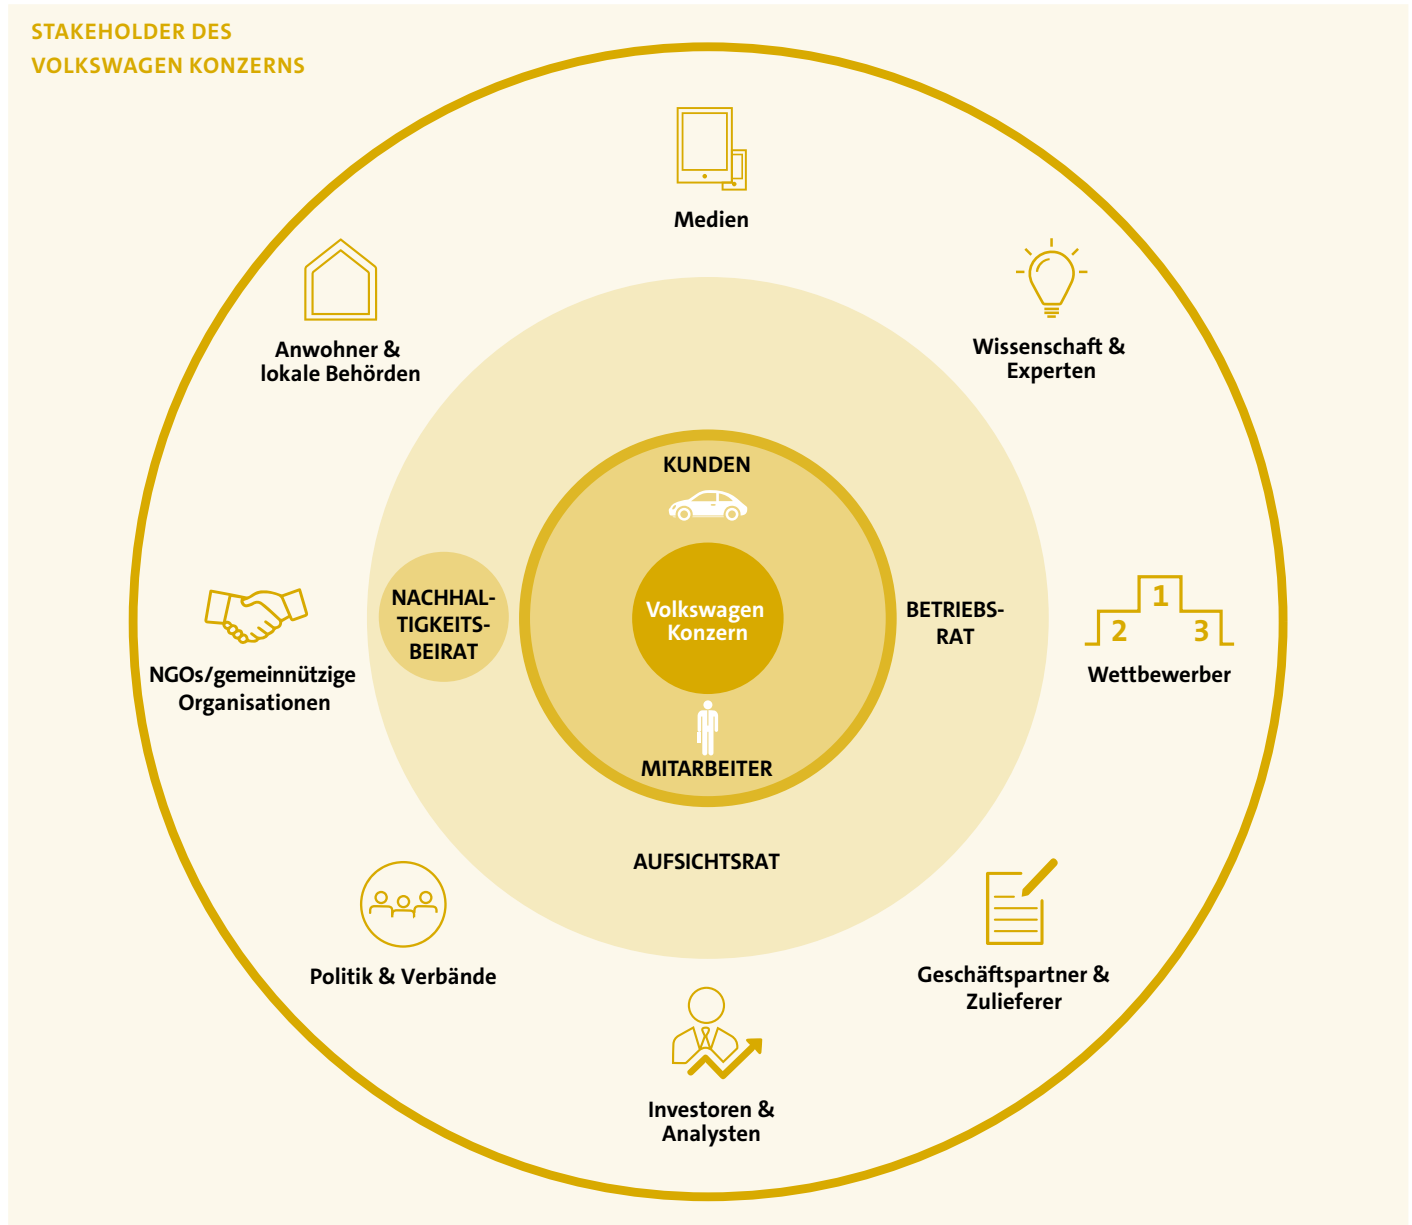 STAKEHOLDER DES
VOLKSWAGEN KONZERNS
Medien
Anwohner &
lokale Behörden
Wissenschaft &
Experten
KUNDEN
NACHHAL-
TIGKEITS-
BEIRAT
Volkswagen
Konzern
BETRIEBS-
RAT
1
2
3
NGOs/gemeinnützige
Organisationen
Wettbewerber
MITARBEITER
AUFSICHTSRAT
Politik & Verbände
Geschäftspartner &
Zulieferer
Investoren &
Analysten